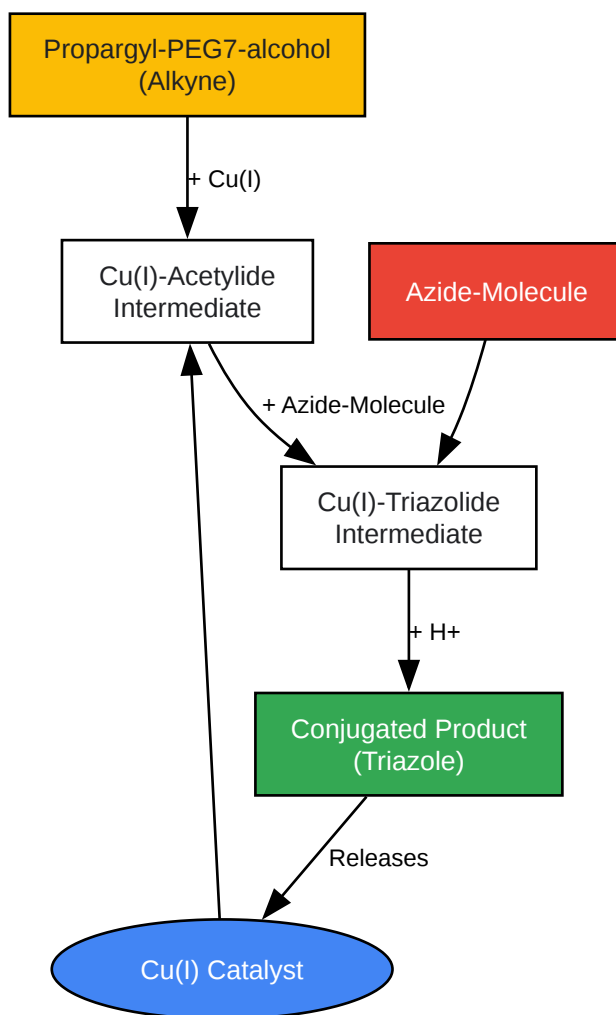 Propargyl-PEG7-alcohol
(Alkyne)
+ Cu(I)
Cu(I)-Acetylide
Intermediate
Azide-Molecule
+ Azide-Molecule
Cu(I)-Triazolide
Intermediate
+ H+
Conjugated Product
(Triazole)
Releases
Cu(I) Catalyst